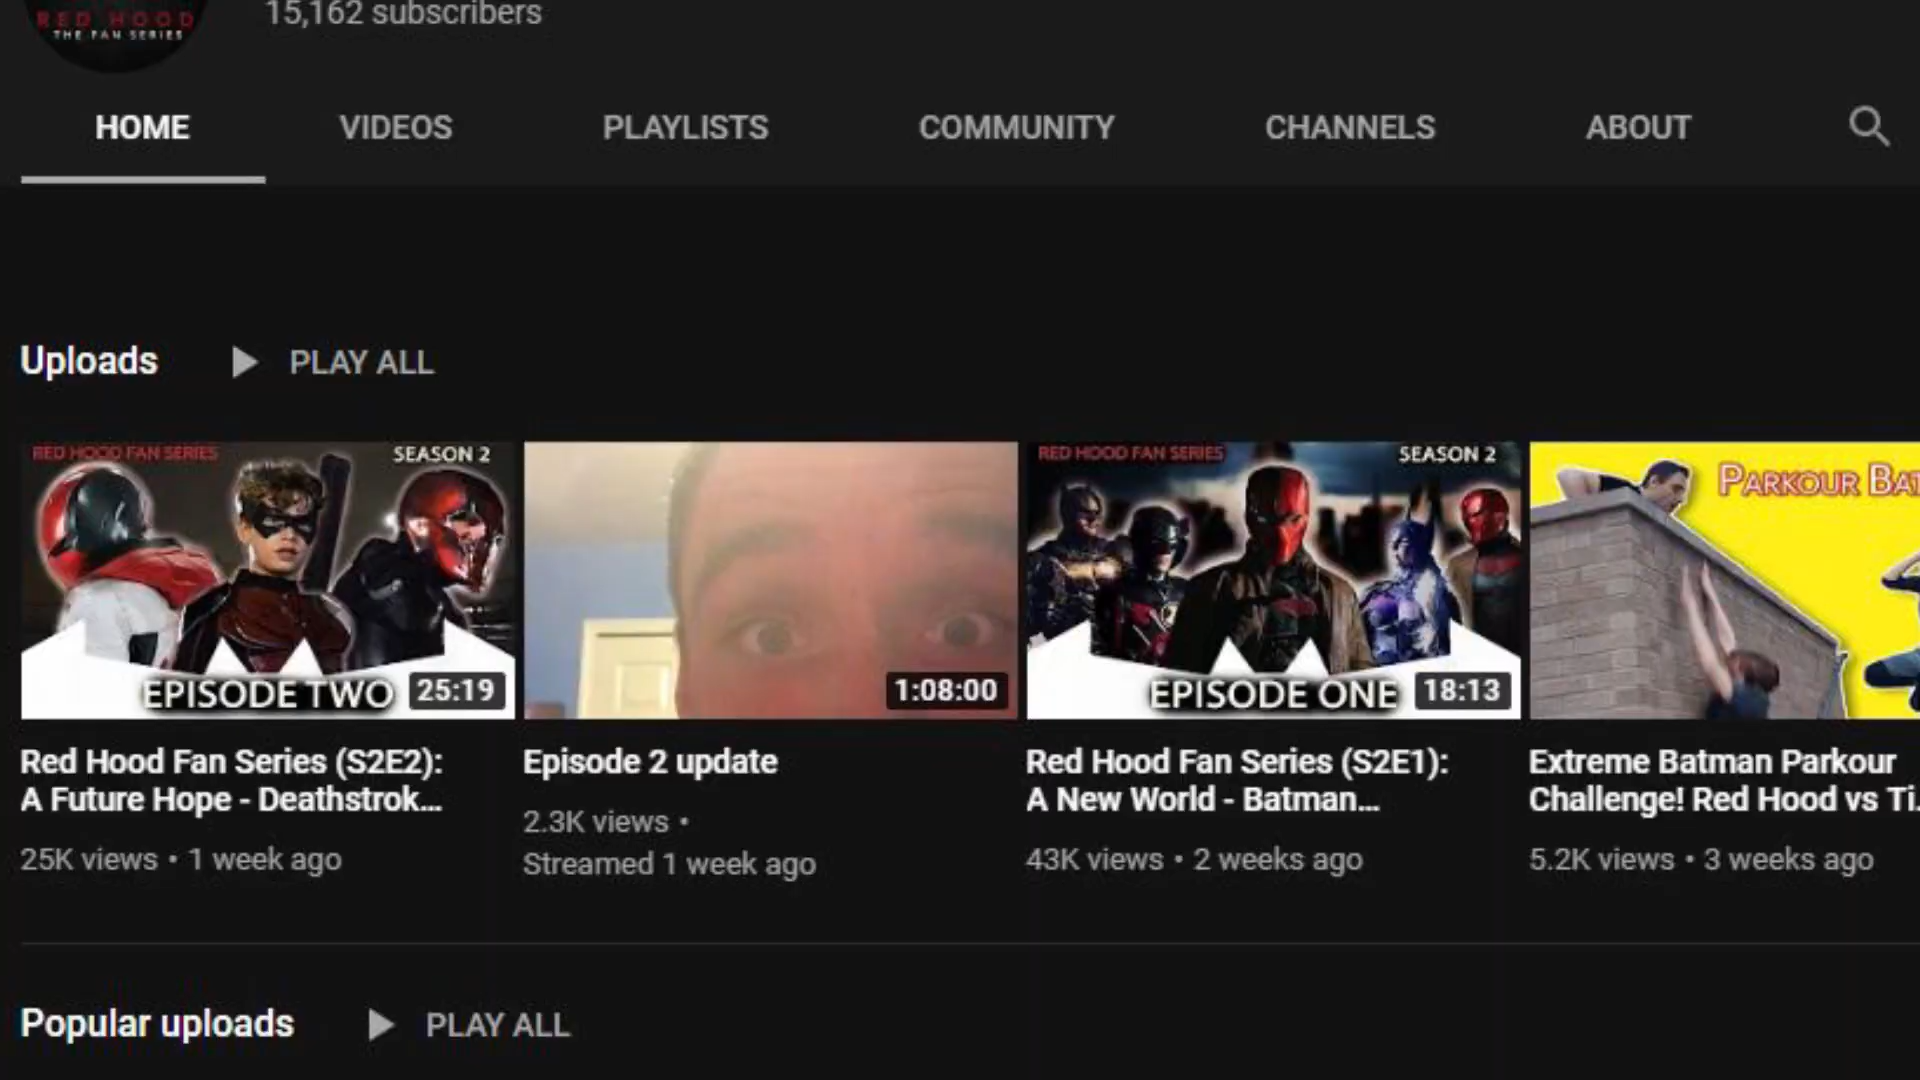 RED HOOD
THE FAN SERIES
15,162 subscribers
HOME
VIDEOS
PLAYLISTS
COMMUNITY
CHANNELS
ABOUT
Uploads
PLAY ALL
RED HOOD FAN SERIES
SEASON 2
EPISODE TWO
25:19
Red Hood Fan Series (S2E2):
A Future Hope - Deathstrok...
25K views • 1 week ago
1:08:00
Episode 2 update
2.3K views •
Streamed 1 week ago
RED HOOD FAN SERIES
SEASON 2
EPISODE ONE
18:13
Red Hood Fan Series (S2E1):
A New World - Batman...
43K views • 2 weeks ago
PARKOUR BAT
Extreme Batman Parkour
Challenge! Red Hood vs Ti.
5.2K views • 3 weeks ago
Popular uploads
PLAY ALL